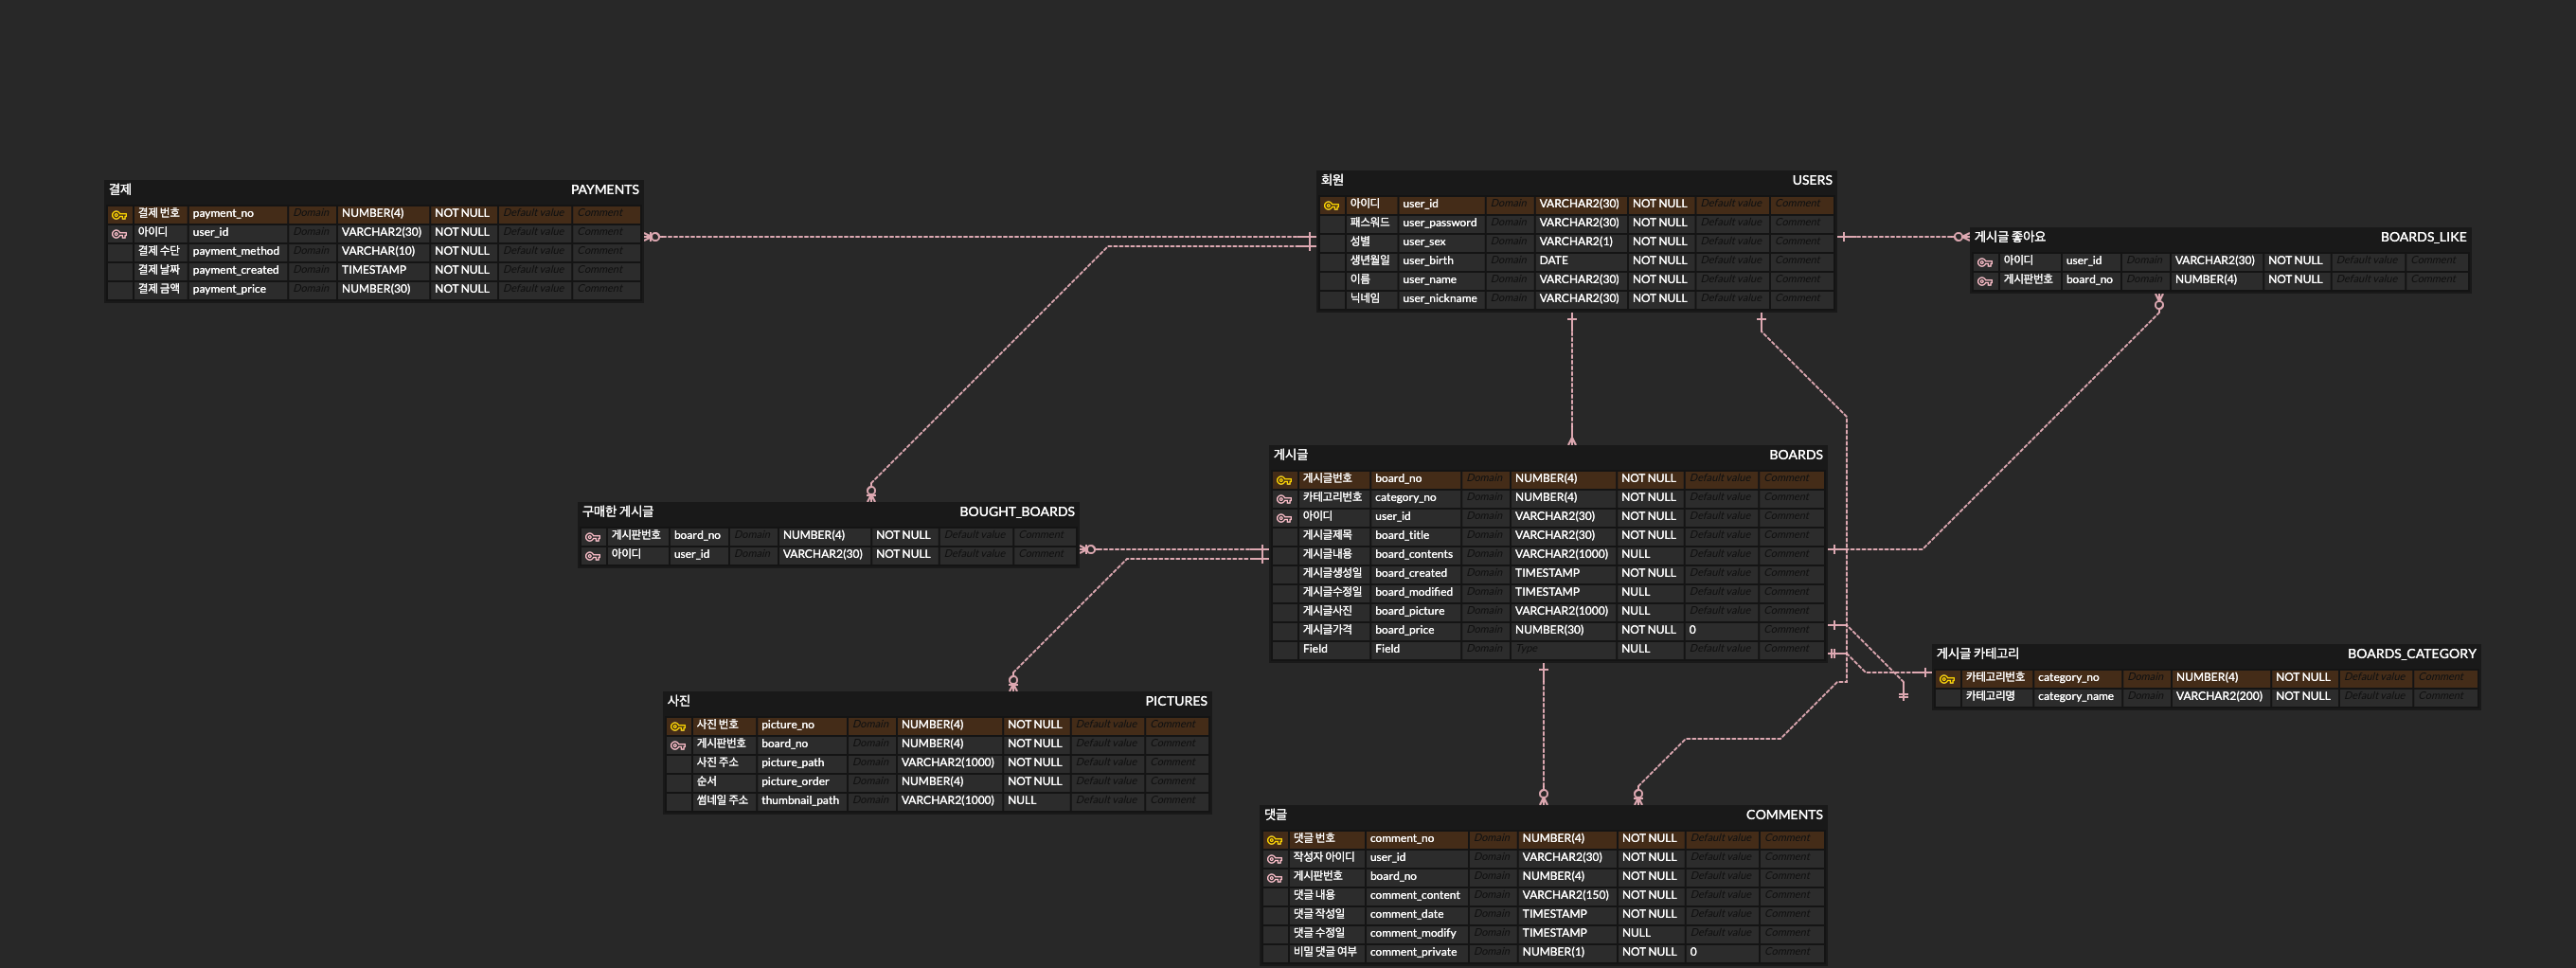 결제 PAYMENTS
결제 번호 payment_no Domain NUMBER(4) NOT NULL Default value Comment
아이디 user_id Domain VARCHAR2(30) NOT NULL Default value Comment
결제 수단 payment_method Domain VARCHAR(10) NOT NULL Default value Comment
결제 날짜 payment_created Domain TIMESTAMP NOT NULL Default value Comment
결제 금액 payment_price Domain NUMBER(30) NOT NULL Default value Comment
회원 USERS
아이디 user_id Domain VARCHAR2(30) NOT NULL Default value Comment
패스워드 user_password Domain VARCHAR2(30) NOT NULL Default value Comment
성별 user_sex Domain VARCHAR2(1) NOT NULL Default value Comment
생년월일 user_birth Domain DATE NOT NULL Default value Comment
이름 user_name Domain VARCHAR2(30) NOT NULL Default value Comment
닉네임 user_nickname Domain VARCHAR2(30) NOT NULL Default value Comment
게시글 좋아요 BOARDS_LIKE
아이디 user_id Domain VARCHAR2(30) NOT NULL Default value Comment
게시판번호 board_no Domain NUMBER(4) NOT NULL Default value Comment
구매한 게시글 BOUGHT_BOARDS
게시판번호 board_no Domain NUMBER(4) NOT NULL Default value Comment
아이디 user_id Domain VARCHAR2(30) NOT NULL Default value Comment
게시글 BOARDS
게시글번호 board_no Domain NUMBER(4) NOT NULL Default value Comment
카테고리번호 category_no Domain NUMBER(4) NOT NULL Default value Comment
아이디 user_id Domain VARCHAR2(30) NOT NULL Default value Comment
게시글제목 board_title Domain VARCHAR2(30) NOT NULL Default value Comment
게시글내용 board_contents Domain VARCHAR2(1000) NULL Default value Comment
게시글생성일 board_created Domain TIMESTAMP NOT NULL Default value Comment
게시글수정일 board_modified Domain TIMESTAMP NULL Default value Comment
게시글사진 board_picture Domain VARCHAR2(1000) NULL Default value Comment
게시글가격 board_price Domain NUMBER(30) NOT NULL 0 Comment
Field Field Domain Type NULL Default value Comment
게시글 카테고리 BOARDS_CATEGORY
카테고리번호 category_no Domain NUMBER(4) NOT NULL Default value Comment
카테고리명 category_name Domain VARCHAR2(200) NOT NULL Default value Comment
사진 PICTURES
사진 번호 picture_no Domain NUMBER(4) NOT NULL Default value Comment
게시판번호 board_no Domain NUMBER(4) NOT NULL Default value Comment
사진 주소 picture_path Domain VARCHAR2(1000) NOT NULL Default value Comment
순서 picture_order Domain NUMBER(4) NOT NULL Default value Comment
썸네일 주소 thumbnail_path Domain VARCHAR2(1000) NULL Default value Comment
댓글 COMMENTS
댓글 번호 comment_no Domain NUMBER(4) NOT NULL Default value Comment
작성자 아이디 user_id Domain VARCHAR2(30) NOT NULL Default value Comment
게시판번호 board_no Domain NUMBER(4) NOT NULL Default value Comment
댓글 내용 comment_content Domain VARCHAR2(150) NOT NULL Default value Comment
댓글 작성일 comment_date Domain TIMESTAMP NOT NULL Default value Comment
댓글 수정일 comment_modify Domain TIMESTAMP NULL Default value Comment
비밀 댓글 여부 comment_private Domain NUMBER(1) NOT NULL 0 Comment